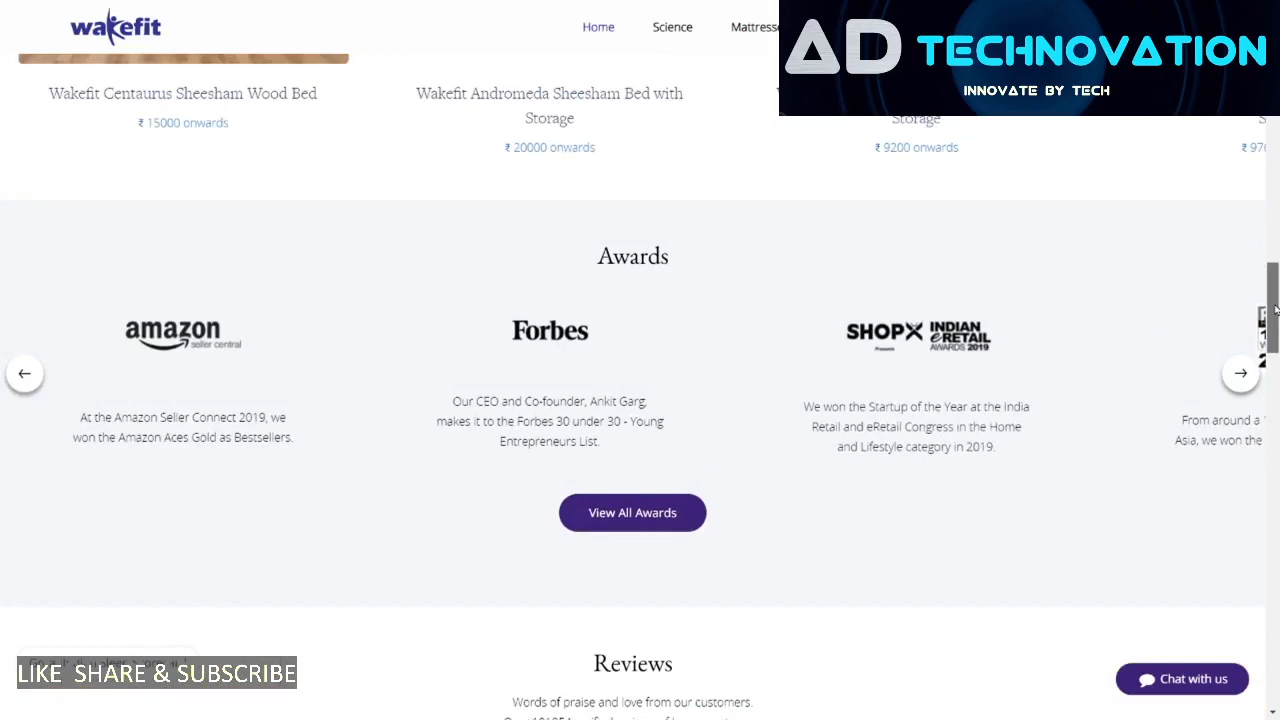 wakefit
Home
Science
AD TECHNOVATION
INNOVATE BY TECH
Wakefit Centaurus Sheesham Wood Bed
₹ 15000 onwards
Wakefit Andromeda Sheesham Bed with
Storage
₹ 20000 onwards
Storage
₹ 9200 onwards
Awards
amazon
seller central
At the Amazon Seller Connect 2019, we
won the Amazon Aces Gold as Bestsellers.
Forbes
Our CEO and Co-founder, Ankit Garg,
makes it to the Forbes 30 under 30 - Young
Entrepreneurs List.
SHOPX INDIAN
Presents eRETAIL
AWARDS 2019
We won the Startup of the Year at the India
Retail and eRetail Congress in the Home
and Lifestyle category in 2019.
From around a
Asia, we won the
View All Awards
Reviews
Words of praise and love from our customers.
LIKE SHARE & SUBSCRIBE
Chat with us